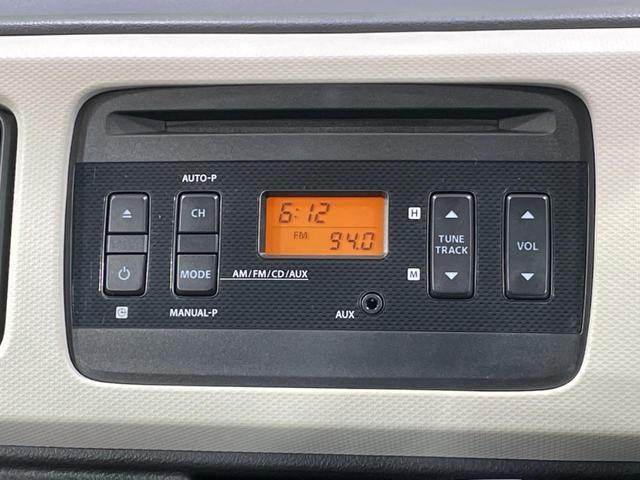 AUTO-P
CH
MODE
MANUAL-P
6:12
FM 94.0
AM/FM/CD/AUX
AUX
H
M
TUNE
TRACK
VOL